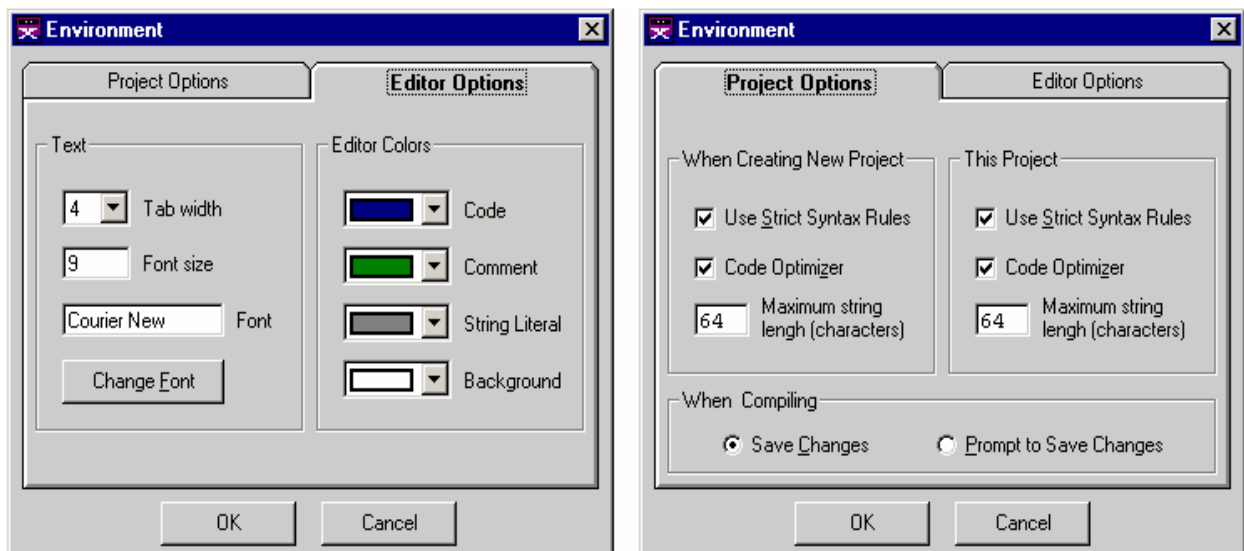 Environment
Project Options
Editor Options
Text
4 Tab width
9 Font size
Courier New Font
Change Font
Editor Colors
Code
Comment
String Literal
Background
OK
Cancel
Environment
Project Options
Editor Options
When Creating New Project
Use Strict Syntax Rules
Code Optimizer
64 Maximum string
lengh (characters)
This Project
Use Strict Syntax Rules
Code Optimizer
64 Maximum string
lengh (characters)
When Compiling
Save Changes
Prompt to Save Changes
OK
Cancel